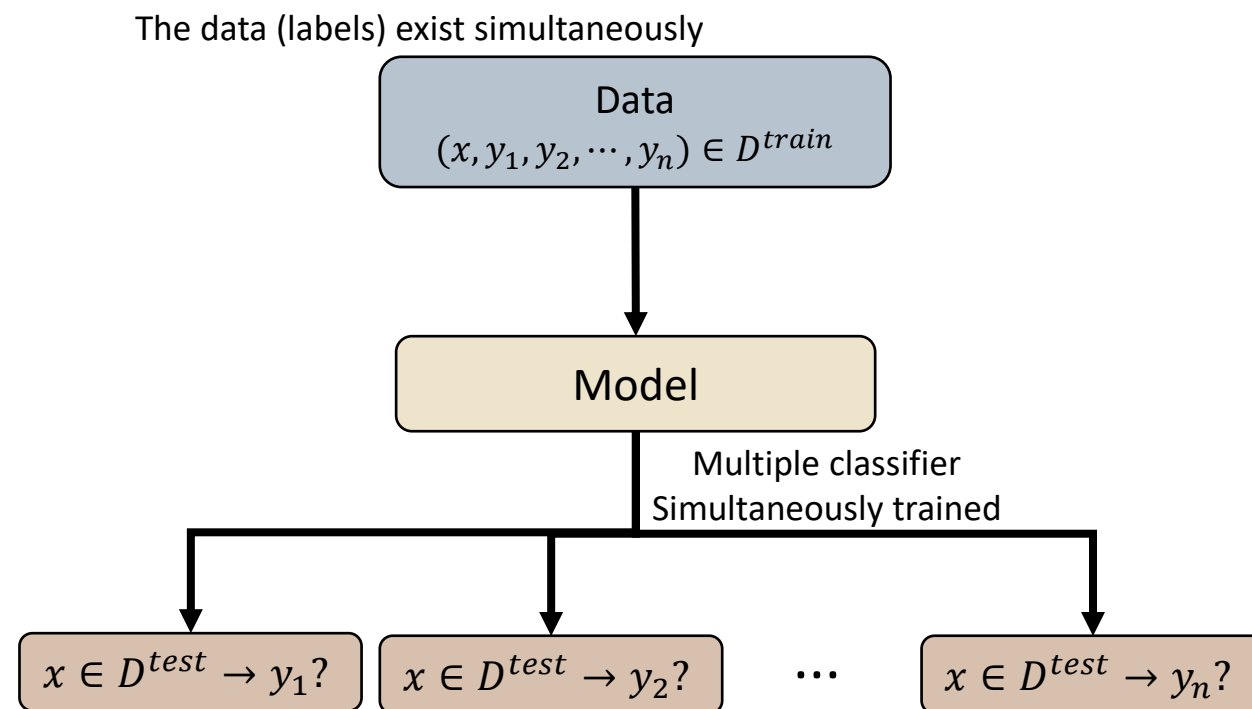 The data (labels) exist simultaneously
Data
(x, y₁, y₂, ⋯, yₙ) ∈ Dᵗʳᵃⁱⁿ
Model
Multiple classifier
Simultaneously trained
x ∈ Dᵗᵉˢᵗ → y₁?
x ∈ Dᵗᵉˢᵗ → y₂?
⋯
x ∈ Dᵗᵉˢᵗ → yₙ?